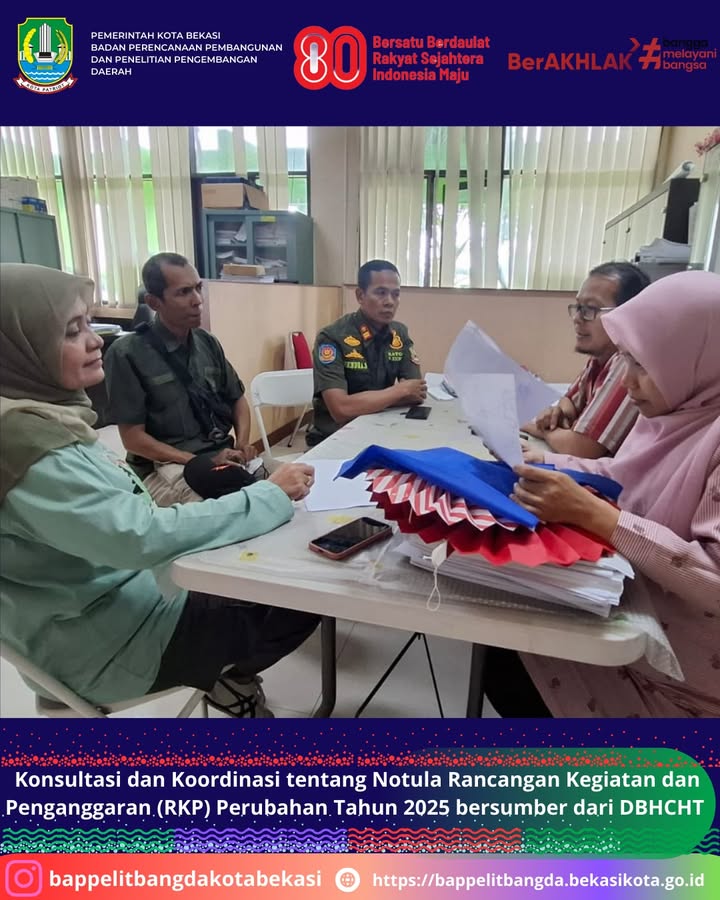 PEMERINTAH KOTA BEKASI
BADAN PERENCANAAN PEMBANGUNAN
DAN PENELITIAN PENGEMBANGAN
DAERAH
KOTA PATRIOT
80
Bersatu Berdaulat
Rakyat Sejahtera
Indonesia Maju
BerAKHLAK
#
bangga
melayani
bangsa
Konsultasi dan Koordinasi tentang Notula Rancangan Kegiatan dan
Penganggaran (RKP) Perubahan Tahun 2025 bersumber dari DBHCHT
bappelitbangdakotabekasi
https://bappelitbangda.bekasikota.go.id